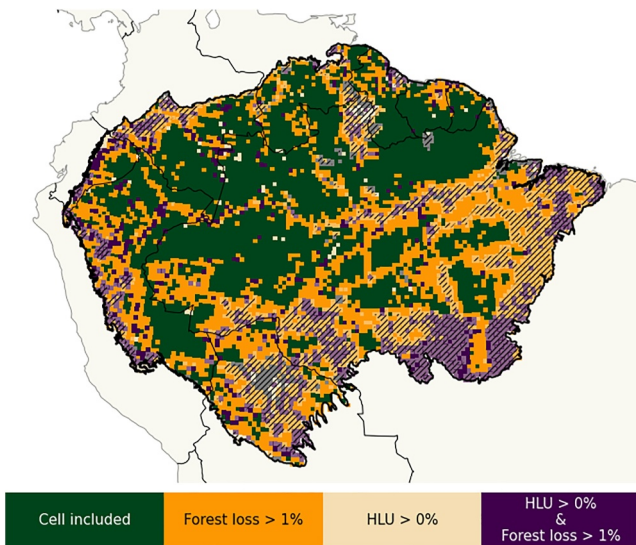 Cell included
Forest loss > 1%
HLU > 0%
HLU > 0%
&
Forest loss > 1%